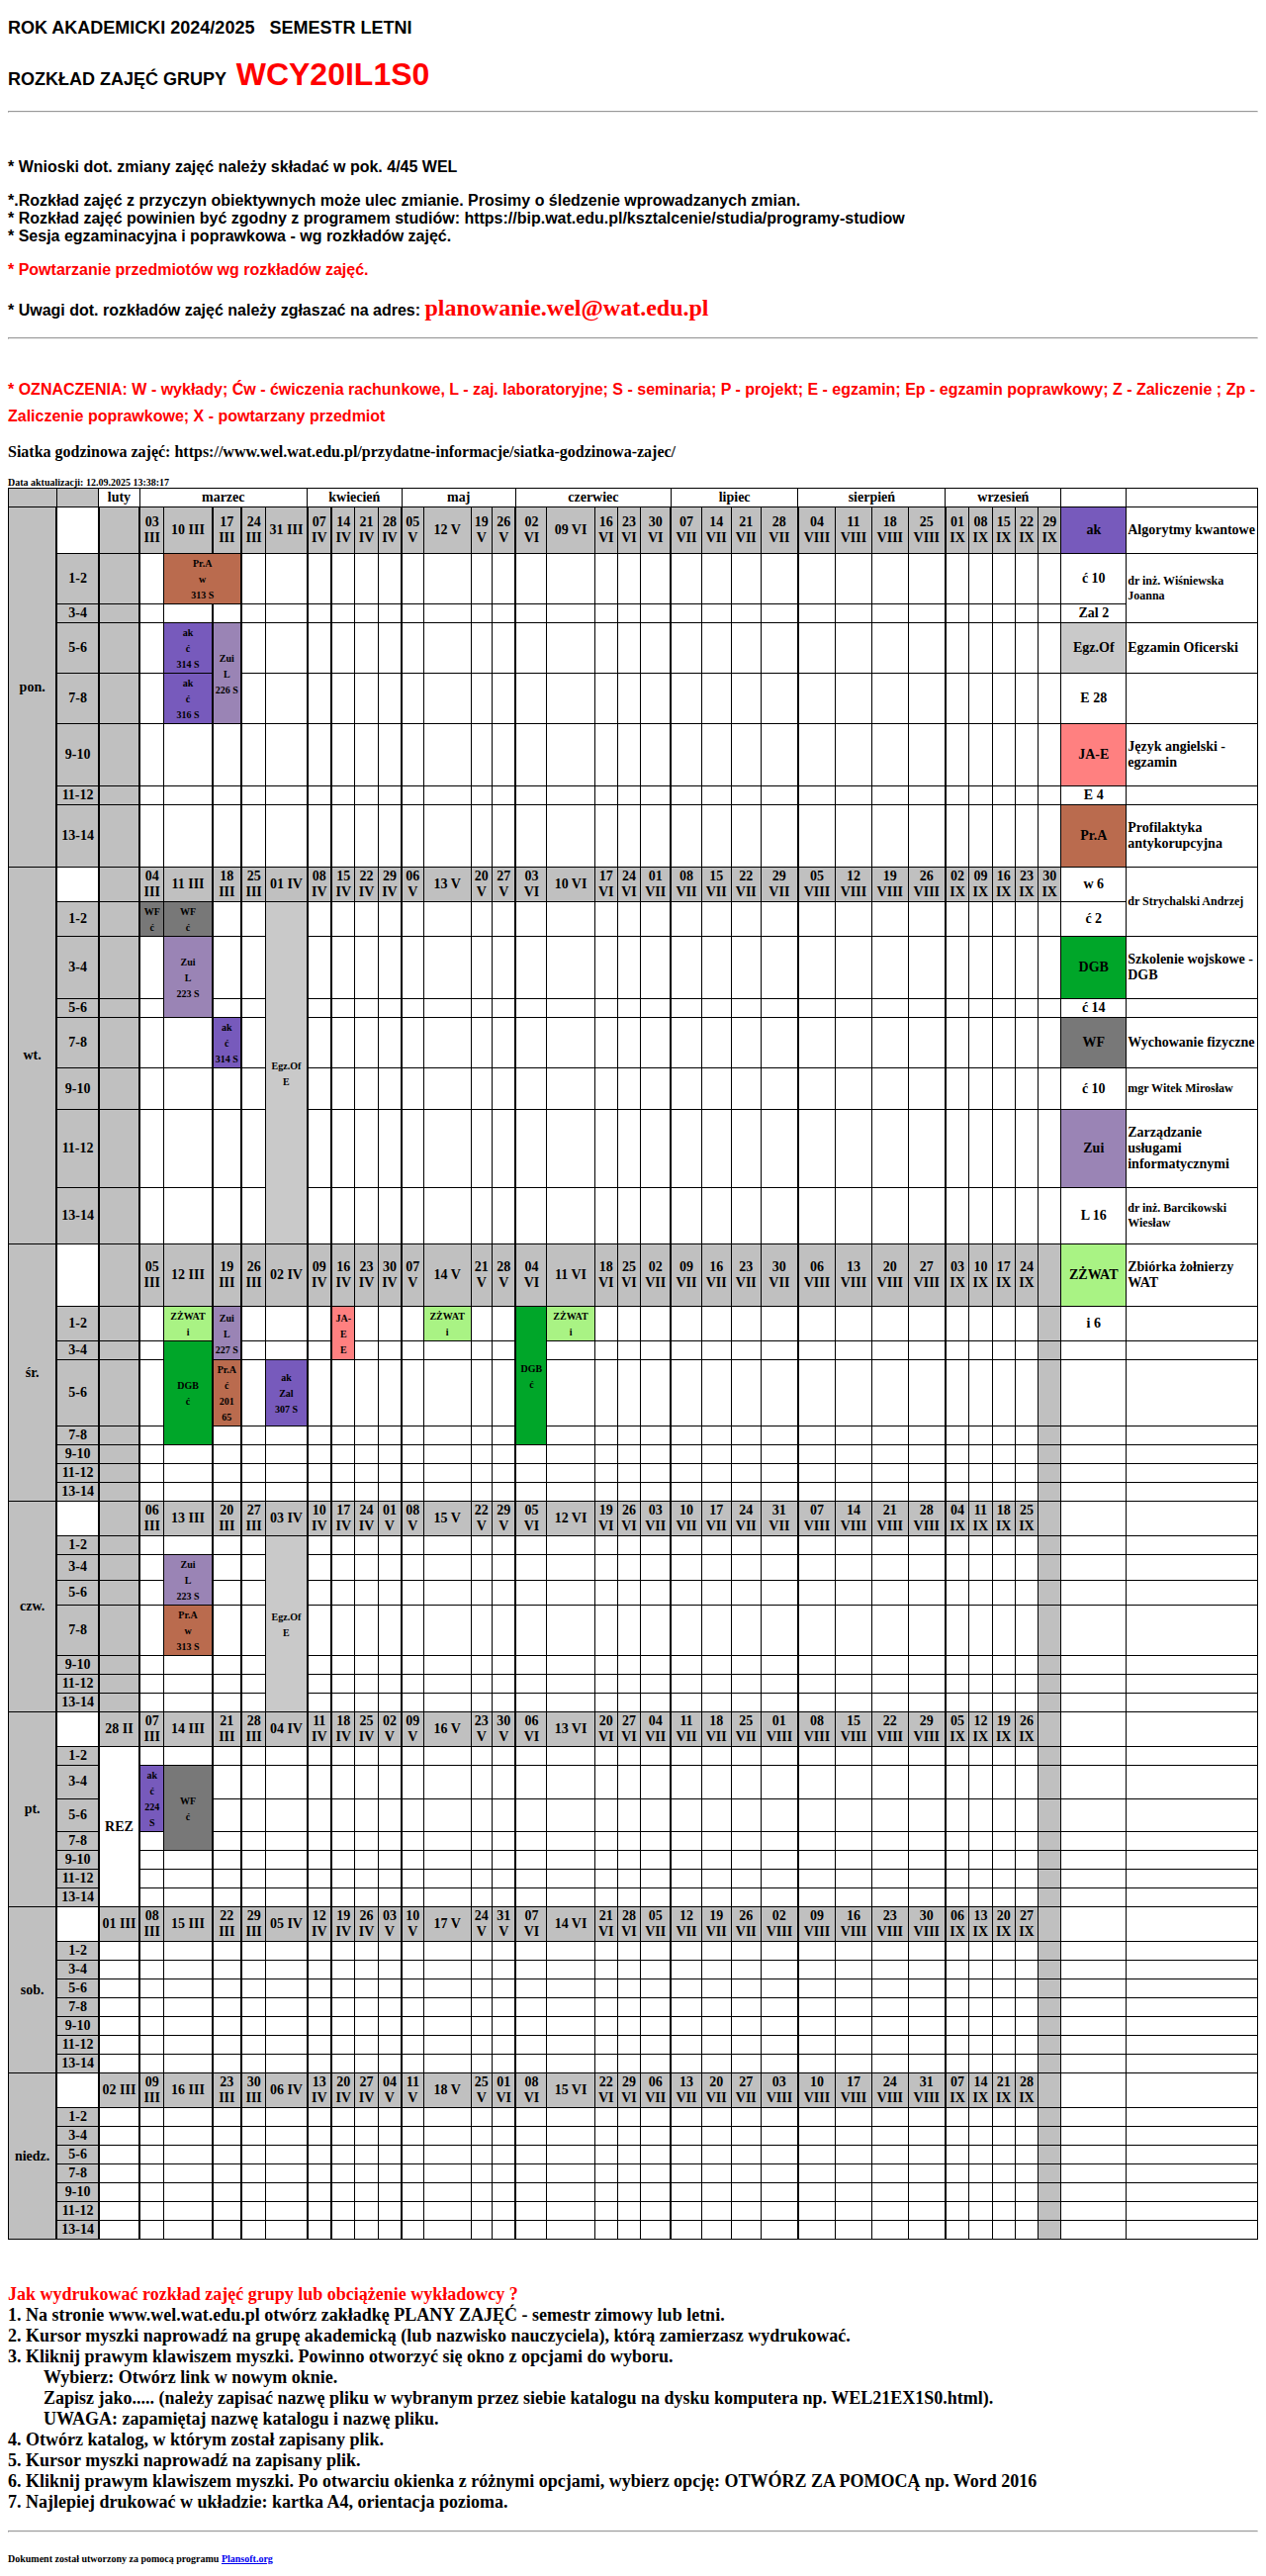 ROK AKADEMICKI 2024/2025 SEMESTR LETNI
ROZKŁAD ZAJĘĆ GRUPY WCY20IL1S0
* Wnioski dot. zmiany zajęć należy składać w pok. 4/45 WEL
*.Rozkład zajęć z przyczyn obiektywnych może ulec zmianie. Prosimy o śledzenie wprowadzanych zmian.
* Rozkład zajęć powinien być zgodny z programem studiów: https://bip.wat.edu.pl/ksztalcenie/studia/programy-studiow
* Sesja egzaminacyjna i poprawkowa - wg rozkładów zajęć.
* Powtarzanie przedmiotów wg rozkładów zajęć.
* Uwagi dot. rozkładów zajęć należy zgłaszać na adres: planowanie.wel@wat.edu.pl
* OZNACZENIA: W - wykłady; Ćw - ćwiczenia rachunkowe, L - zaj. laboratoryjne; S - seminaria; P - projekt; E - egzamin; Ep - egzamin poprawkowy; Z - Zaliczenie ; Zp -
Zaliczenie poprawkowe; X - powtarzany przedmiot
Siatka godzinowa zajęć: https://www.wel.wat.edu.pl/przydatne-informacje/siatka-godzinowa-zajec/
Data aktualizacji: 12.09.2025 13:38:17
luty marzec kwiecień maj czerwiec lipiec sierpień wrzesień
pon. 03 III 10 III 17 III 24 III 31 III 07 IV 14 IV 21 IV 28 IV 05 V 12 V 19 V 26 V 02 VI 09 VI 16 VI 23 VI 30 VI 07 VII 14 VII 21 VII 28 VII 04 VIII 11 VIII 18 VIII 25 VIII 01 IX 08 IX 15 IX 22 IX 29 IX ak Algorytmy kwantowe
1-2 Pr.A w 313 S ć 10 dr inż. Wiśniewska Joanna
3-4 Zal 2
5-6 ak ć 314 S Zui L 226 S Egz.Of Egzamin Oficerski
7-8 ak ć 316 S E 28
9-10 JA-E Język angielski - egzamin
11-12 E 4
13-14 Pr.A Profilaktyka antykorupcyjna
wt. 04 III 11 III 18 III 25 III 01 IV 08 IV 15 IV 22 IV 29 IV 06 V 13 V 20 V 27 V 03 VI 10 VI 17 VI 24 VI 01 VII 08 VII 15 VII 22 VII 29 VII 05 VIII 12 VIII 19 VIII 26 VIII 02 IX 09 IX 16 IX 23 IX 30 IX w 6 dr Strychalski Andrzej
1-2 WF ć WF ć Egz.Of E ć 2
3-4 Zui L 223 S DGB Szkolenie wojskowe - DGB
5-6 ć 14
7-8 ak ć 314 S WF Wychowanie fizyczne
9-10 ć 10 mgr Witek Mirosław
11-12 Zui Zarządzanie usługami informatycznymi
13-14 L 16 dr inż. Barcikowski Wiesław
śr. 05 III 12 III 19 III 26 III 02 IV 09 IV 16 IV 23 IV 30 IV 07 V 14 V 21 V 28 V 04 VI 11 VI 18 VI 25 VI 02 VII 09 VII 16 VII 23 VII 30 VII 06 VIII 13 VIII 20 VIII 27 VIII 03 IX 10 IX 17 IX 24 IX ZŻWAT Zbiórka żołnierzy WAT
1-2 ZŻWAT i Zui L 227 S JA-E E ZŻWAT i DGB ć ZŻWAT i i 6
3-4 DGB ć
5-6 Pr.A ć 201 65 ak Zal 307 S
7-8
9-10
11-12
13-14
czw. 06 III 13 III 20 III 27 III 03 IV 10 IV 17 IV 24 IV 01 V 08 V 15 V 22 V 29 V 05 VI 12 VI 19 VI 26 VI 03 VII 10 VII 17 VII 24 VII 31 VII 07 VIII 14 VIII 21 VIII 28 VIII 04 IX 11 IX 18 IX 25 IX
1-2 Egz.Of E
3-4 Zui L 223 S
5-6
7-8 Pr.A w 313 S
9-10
11-12
13-14
pt. 28 II 07 III 14 III 21 III 28 III 04 IV 11 IV 18 IV 25 IV 02 V 09 V 16 V 23 V 30 V 06 VI 13 VI 20 VI 27 VI 04 VII 11 VII 18 VII 25 VII 01 VIII 08 VIII 15 VIII 22 VIII 29 VIII 05 IX 12 IX 19 IX 26 IX
1-2 REZ
3-4 ak ć 224 S WF ć
5-6
7-8
9-10
11-12
13-14
sob. 01 III 08 III 15 III 22 III 29 III 05 IV 12 IV 19 IV 26 IV 03 V 10 V 17 V 24 V 31 V 07 VI 14 VI 21 VI 28 VI 05 VII 12 VII 19 VII 26 VII 02 VIII 09 VIII 16 VIII 23 VIII 30 VIII 06 IX 13 IX 20 IX 27 IX
1-2
3-4
5-6
7-8
9-10
11-12
13-14
niedz. 02 III 09 III 16 III 23 III 30 III 06 IV 13 IV 20 IV 27 IV 04 V 11 V 18 V 25 V 01 VI 08 VI 15 VI 22 VI 29 VI 06 VII 13 VII 20 VII 27 VII 03 VIII 10 VIII 17 VIII 24 VIII 31 VIII 07 IX 14 IX 21 IX 28 IX
1-2
3-4
5-6
7-8
9-10
11-12
13-14
Jak wydrukować rozkład zajęć grupy lub obciążenie wykładowcy ?
1. Na stronie www.wel.wat.edu.pl otwórz zakładkę PLANY ZAJĘĆ - semestr zimowy lub letni.
2. Kursor myszki naprowadź na grupę akademicką (lub nazwisko nauczyciela), którą zamierzasz wydrukować.
3. Kliknij prawym klawiszem myszki. Powinno otworzyć się okno z opcjami do wyboru.
Wybierz: Otwórz link w nowym oknie.
Zapisz jako..... (należy zapisać nazwę pliku w wybranym przez siebie katalogu na dysku komputera np. WEL21EX1S0.html).
UWAGA: zapamiętaj nazwę katalogu i nazwę pliku.
4. Otwórz katalog, w którym został zapisany plik.
5. Kursor myszki naprowadź na zapisany plik.
6. Kliknij prawym klawiszem myszki. Po otwarciu okienka z różnymi opcjami, wybierz opcję: OTWÓRZ ZA POMOCĄ np. Word 2016
7. Najlepiej drukować w układzie: kartka A4, orientacja pozioma.
Dokument został utworzony za pomocą programu Plansoft.org